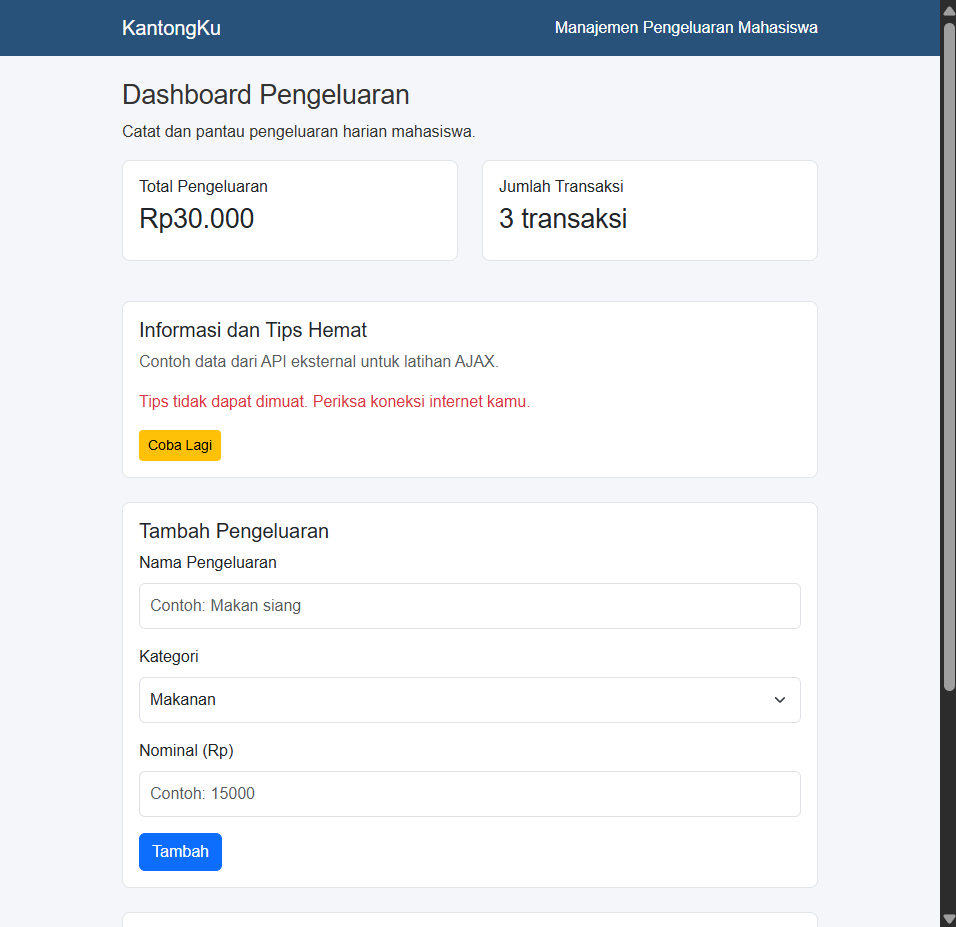 KantongKu
Manajemen Pengeluaran Mahasiswa
Dashboard Pengeluaran
Catat dan pantau pengeluaran harian mahasiswa.
Total Pengeluaran
Rp30.000
Jumlah Transaksi
3 transaksi
Informasi dan Tips Hemat
Contoh data dari API eksternal untuk latihan AJAX.
Tips tidak dapat dimuat. Periksa koneksi internet kamu.
Coba Lagi
Tambah Pengeluaran
Nama Pengeluaran
Contoh: Makan siang
Kategori
Makanan
Nominal (Rp)
Contoh: 15000
Tambah